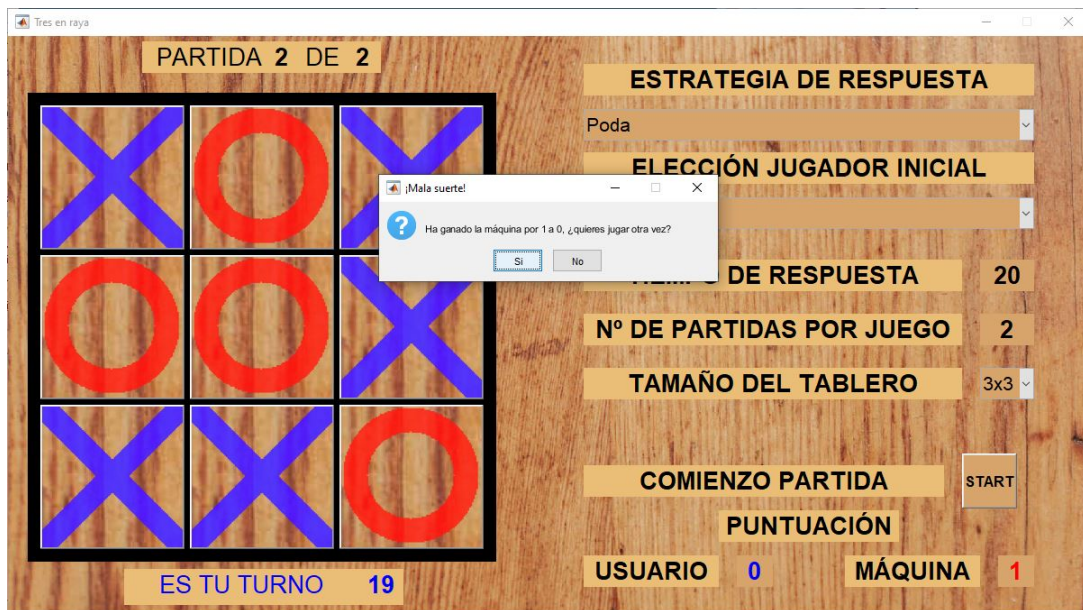 Tres en raya
PARTIDA 2 DE 2
ESTRATEGIA DE RESPUESTA
Poda
ELECCIÓN JUGADOR INICIAL
¡Mala suerte!
Ha ganado la máquina por 1 a 0, ¿quieres jugar otra vez?
Si
No
DE RESPUESTA 20
Nº DE PARTIDAS POR JUEGO 2
TAMAÑO DEL TABLERO 3x3
COMIENZO PARTIDA START
PUNTUACIÓN
USUARIO 0 MÁQUINA 1
ES TU TURNO 19